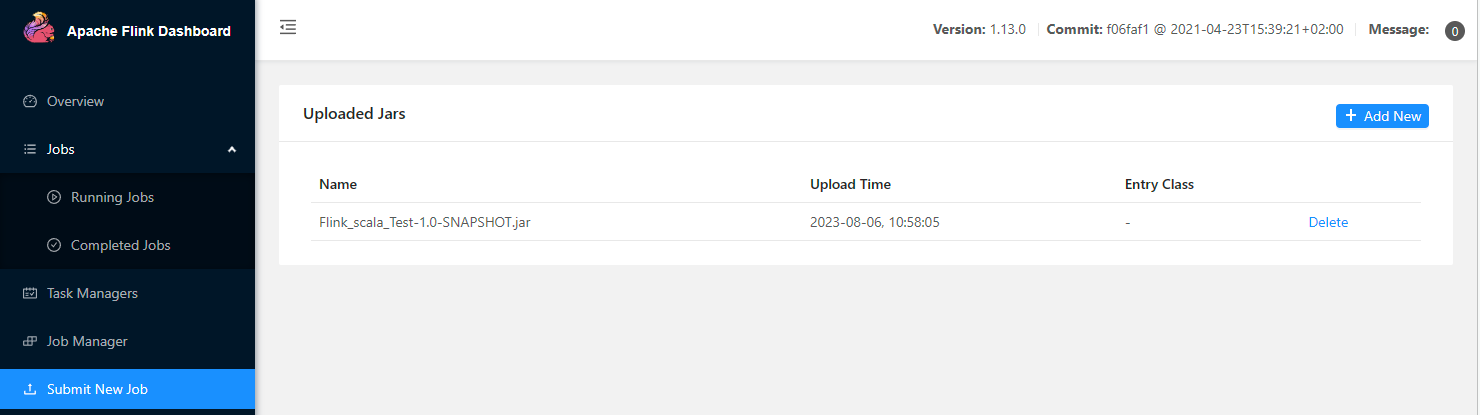 Apache Flink Dashboard
Version: 1.13.0 Commit: f06faf1 @ 2021-04-23T15:39:21+02:00 Message: 0
Overview
Jobs
Running Jobs
Completed Jobs
Task Managers
Job Manager
Submit New Job
Uploaded Jars
+ Add New
Name Upload Time Entry Class
Flink_scala_Test-1.0-SNAPSHOT.jar 2023-08-06, 10:58:05 - Delete